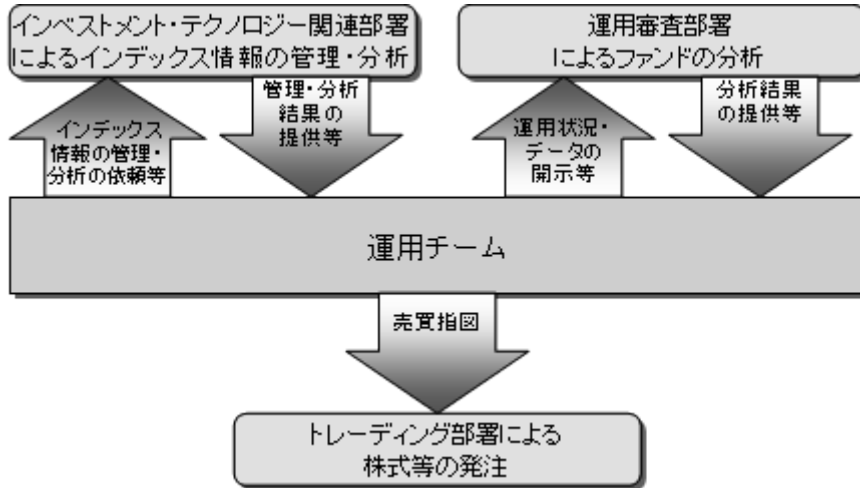 インベストメント・テクノロジー関連部署
によるインデックス情報の管理・分析
運用審査部署
によるファンドの分析
インデックス
情報の管理・
分析の依頼等
管理・分析
結果の
提供等
運用状況・
データの
開示等
分析結果
の提供等
運用チーム
売買指図
トレーディング部署による
株式等の発注